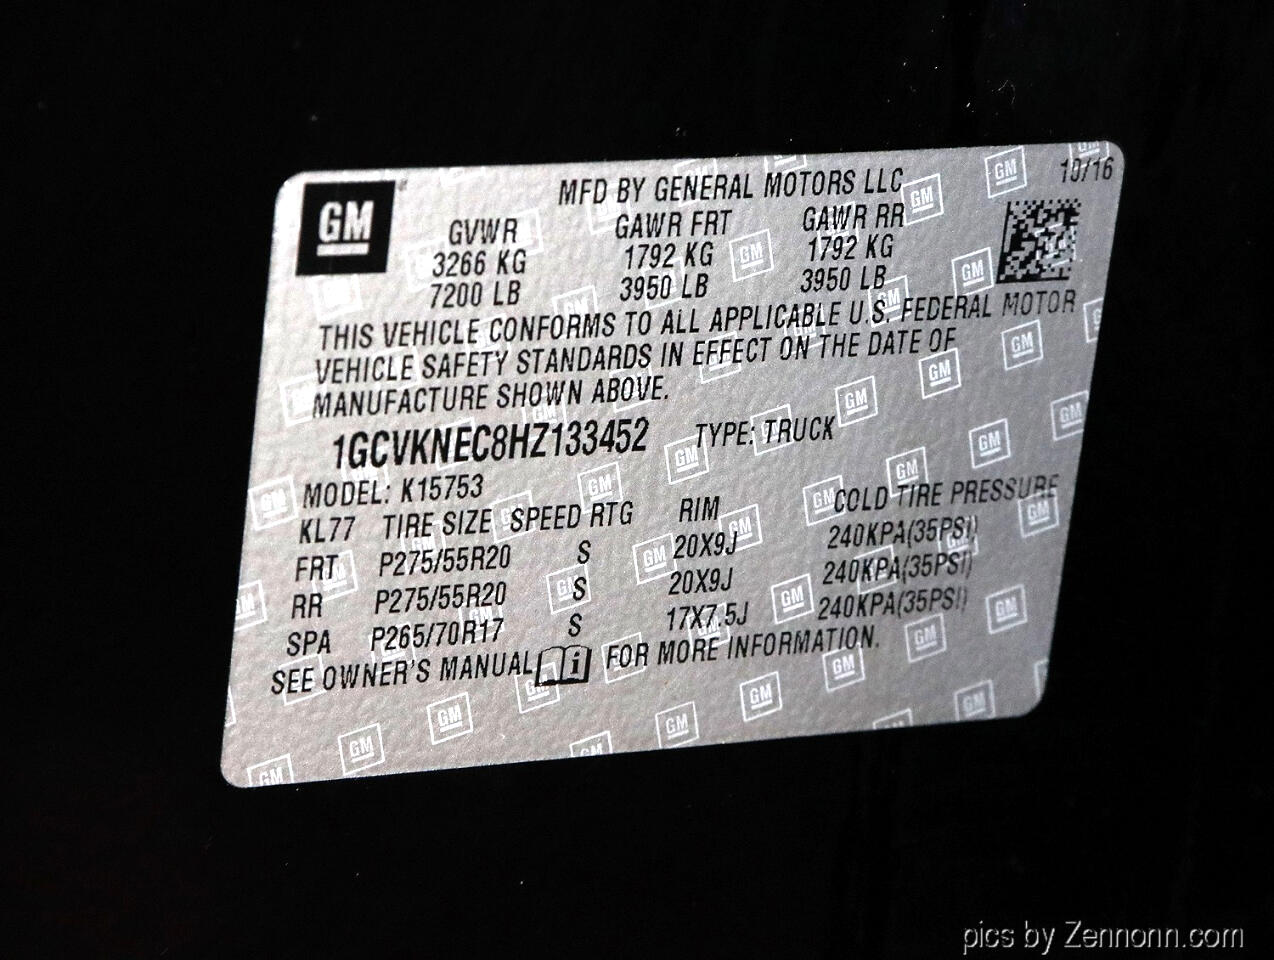 GM
MFD BY GENERAL MOTORS LLC
10/16
GVWR GAWR FRT GAWR RR
3266 KG 1792 KG 1792 KG
7200 LB 3950 LB 3950 LB
THIS VEHICLE CONFORMS TO ALL APPLICABLE U.S. FEDERAL MOTOR
VEHICLE SAFETY STANDARDS IN EFFECT ON THE DATE OF
MANUFACTURE SHOWN ABOVE.
1GCVKNEC8HZ133452 TYPE: TRUCK
MODEL: K15753
KL77 TIRE SIZE SPEED RTG RIM COLD TIRE PRESSURE
FRT P275/55R20 S 20X9J 240KPA(35PSI)
RR P275/55R20 S 20X9J 240KPA(35PSI)
SPA P265/70R17 S 17X7.5J 240KPA(35PSI)
SEE OWNER'S MANUAL i FOR MORE INFORMATION.
pics by Zennonn.com